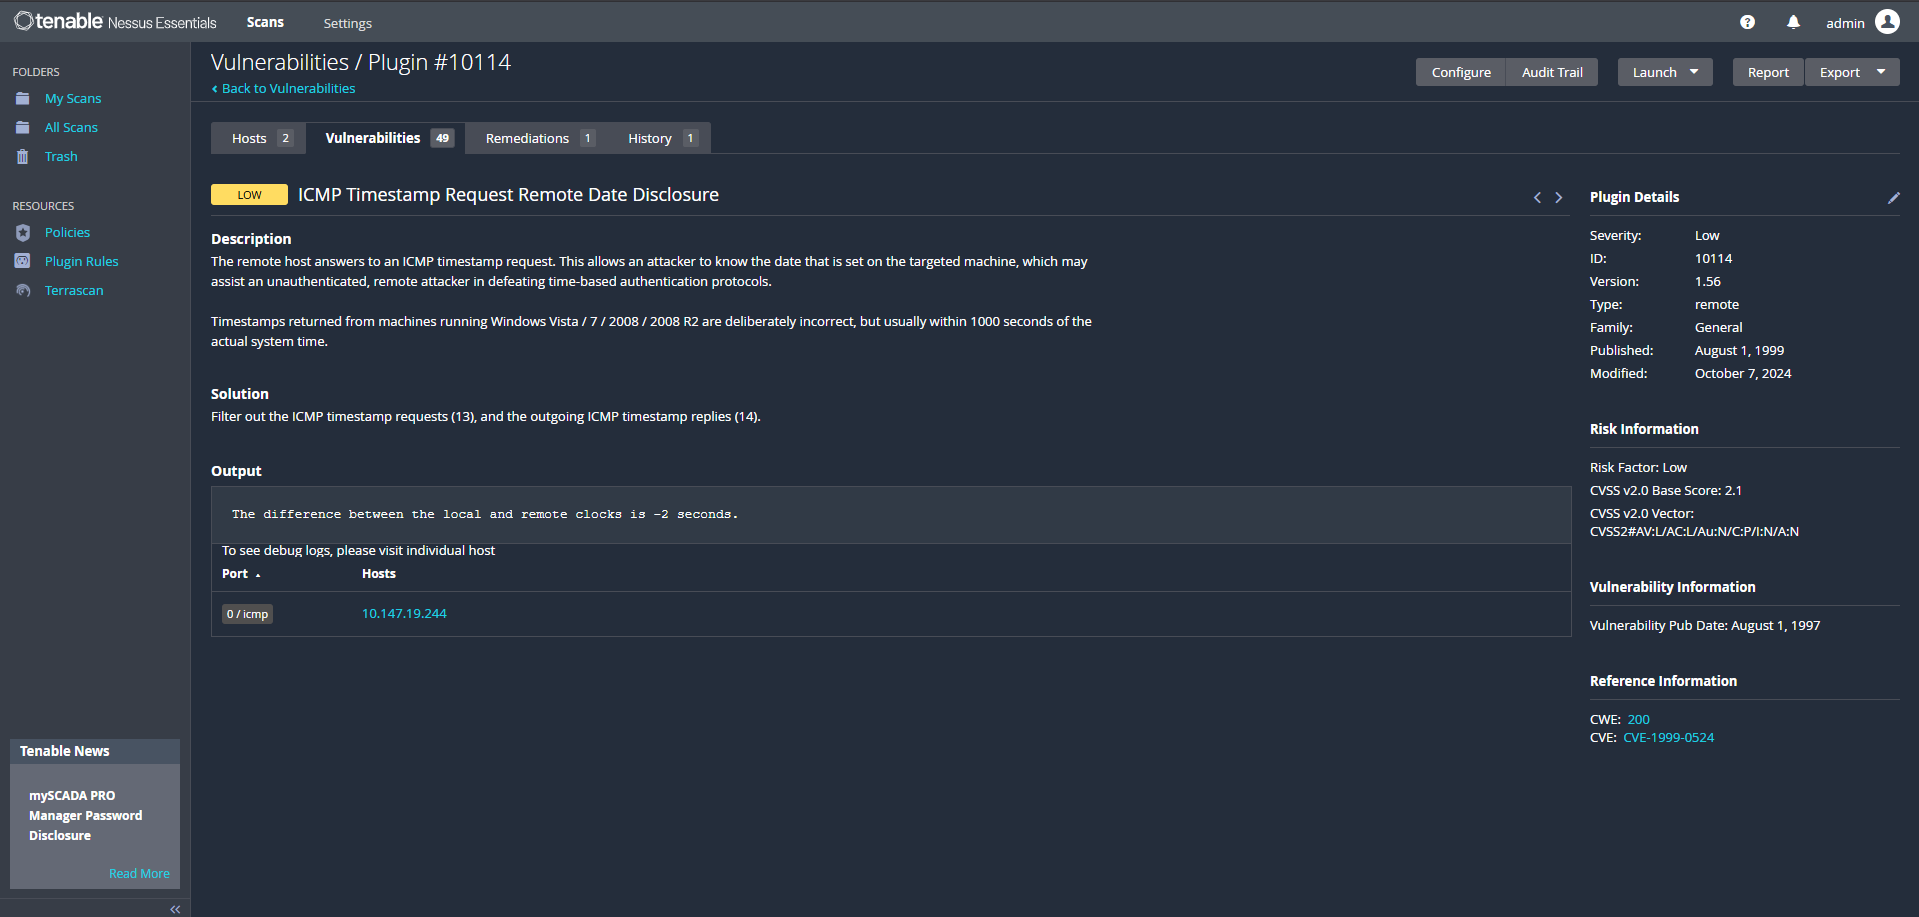 tenable Nessus Essentials Scans Settings admin
FOLDERS
My Scans
All Scans
Trash
RESOURCES
Policies
Plugin Rules
Terrascan
Tenable News
mySCADA PRO
Manager Password
Disclosure
Read More
Vulnerabilities / Plugin #10114
Back to Vulnerabilities
Configure Audit Trail Launch Report Export
Hosts 2 Vulnerabilities 49 Remediations 1 History 1
LOW ICMP Timestamp Request Remote Date Disclosure
Description
The remote host answers to an ICMP timestamp request. This allows an attacker to know the date that is set on the targeted machine, which may
assist an unauthenticated, remote attacker in defeating time-based authentication protocols.
Timestamps returned from machines running Windows Vista / 7 / 2008 / 2008 R2 are deliberately incorrect, but usually within 1000 seconds of the
actual system time.
Solution
Filter out the ICMP timestamp requests (13), and the outgoing ICMP timestamp replies (14).
Output
The difference between the local and remote clocks is -2 seconds.
To see debug logs, please visit individual host
Port Hosts
0 / icmp 10.147.19.244
Plugin Details
Severity: Low
ID: 10114
Version: 1.56
Type: remote
Family: General
Published: August 1, 1999
Modified: October 7, 2024
Risk Information
Risk Factor: Low
CVSS v2.0 Base Score: 2.1
CVSS v2.0 Vector:
CVSS2#AV:L/AC:L/Au:N/C:P/I:N/A:N
Vulnerability Information
Vulnerability Pub Date: August 1, 1997
Reference Information
CWE: 200
CVE: CVE-1999-0524